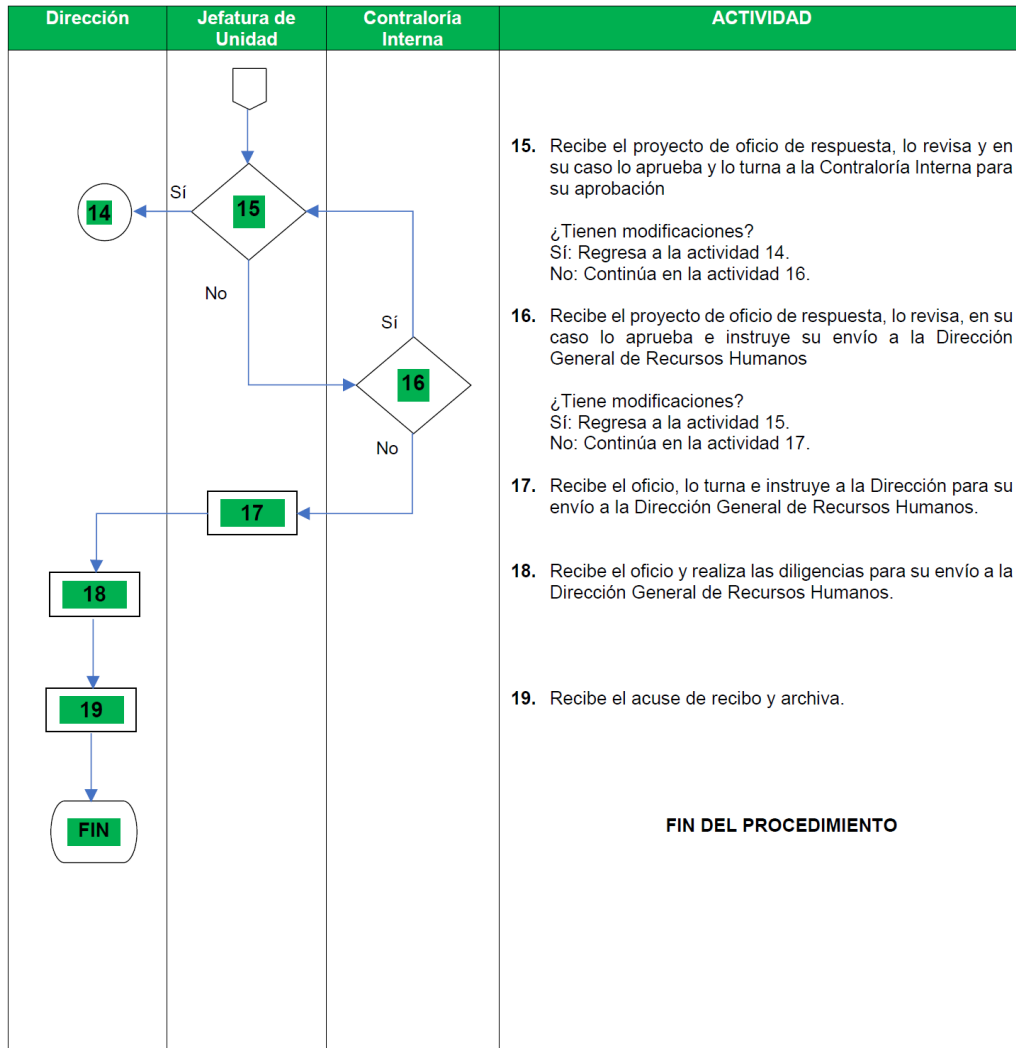 Dirección
Jefatura de
Unidad
Contraloría
Interna
ACTIVIDAD
Sí
14
15
No
Sí
16
No
17
18
19
FIN
15. Recibe el proyecto de oficio de respuesta, lo revisa y en
su caso lo aprueba y lo turna a la Contraloría Interna para
su aprobación
¿Tienen modificaciones?
Sí: Regresa a la actividad 14.
No: Continúa en la actividad 16.
16. Recibe el proyecto de oficio de respuesta, lo revisa, en su
caso lo aprueba e instruye su envío a la Dirección
General de Recursos Humanos
¿Tiene modificaciones?
Sí: Regresa a la actividad 15.
No: Continúa en la actividad 17.
17. Recibe el oficio, lo turna e instruye a la Dirección para su
envío a la Dirección General de Recursos Humanos.
18. Recibe el oficio y realiza las diligencias para su envío a la
Dirección General de Recursos Humanos.
19. Recibe el acuse de recibo y archiva.
FIN DEL PROCEDIMIENTO